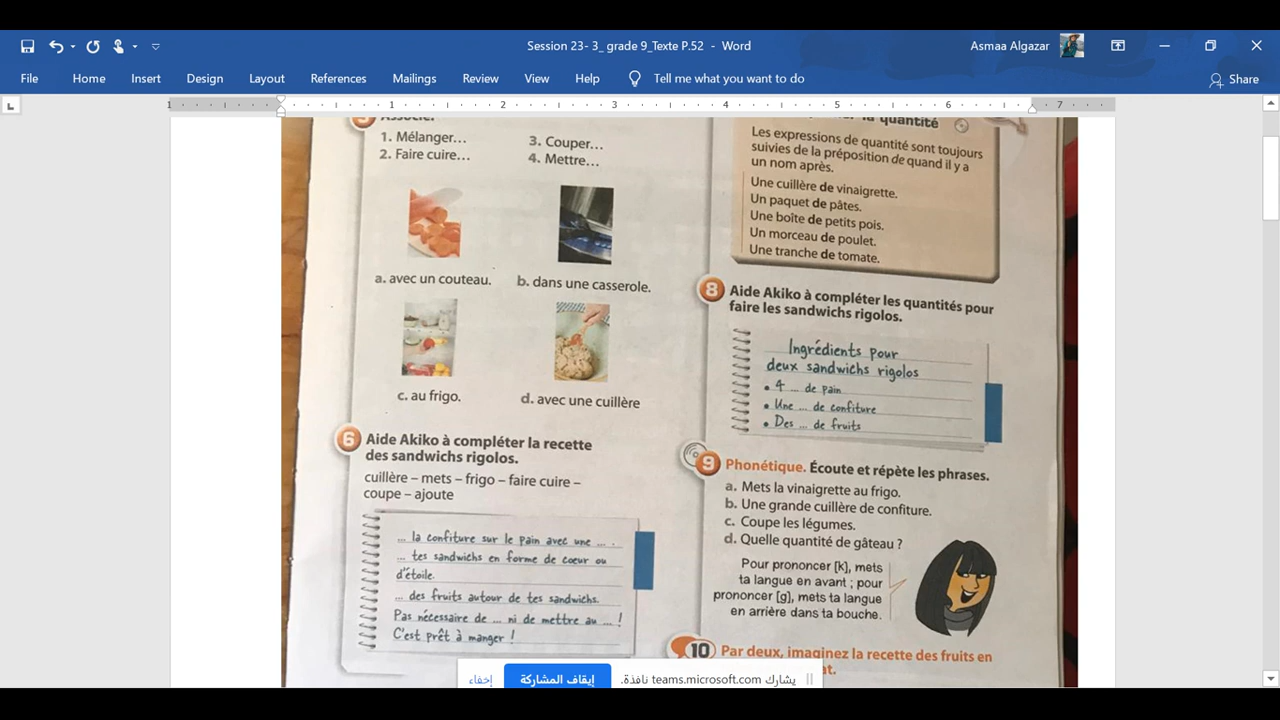 Session 23- 3_ grade 9_Texte P.52 - Word
Asmaa Algazar
File Home Insert Design Layout References Mailings Review View Help Tell me what you want to do
Share
1 1 2 3 4 5 6 7
Associe.
1. Mélanger...
2. Faire cuire...
3. Couper...
4. Mettre...
a. avec un couteau.
b. dans une casserole.
c. au frigo.
d. avec une cuillère
6 Aide Akiko à compléter la recette
des sandwichs rigolos.
cuillère – mets – frigo – faire cuire –
coupe – ajoute
... la confiture sur le pain avec une ... .
... tes sandwichs en forme de cœur ou
d'étoile.
... des fruits autour de tes sandwichs.
Pas nécessaire de ... ni de mettre au ... !
C'est prêt à manger !
la quantité
Les expressions de quantité sont toujours
suivies de la préposition de quand il y a
un nom après.
Une cuillère de vinaigrette.
Un paquet de pâtes.
Une boîte de petits pois.
Un morceau de poulet.
Une tranche de tomate.
8 Aide Akiko à compléter les quantités pour
faire les sandwichs rigolos.
Ingrédients pour
deux sandwichs rigolos
• 4 ... de pain
• Une ... de confiture
• Des ... de fruits
9 Phonétique. Écoute et répète les phrases.
a. Mets la vinaigrette au frigo.
b. Une grande cuillère de confiture.
c. Coupe les légumes.
d. Quelle quantité de gâteau ?
Pour prononcer [k], mets
ta langue en avant ; pour
prononcer [g], mets ta langue
en arrière dans ta bouche.
10 Par deux, imaginez la recette des fruits en
at.
يشارك teams.microsoft.com نافذة.
إيقاف المشاركة
إخفاء